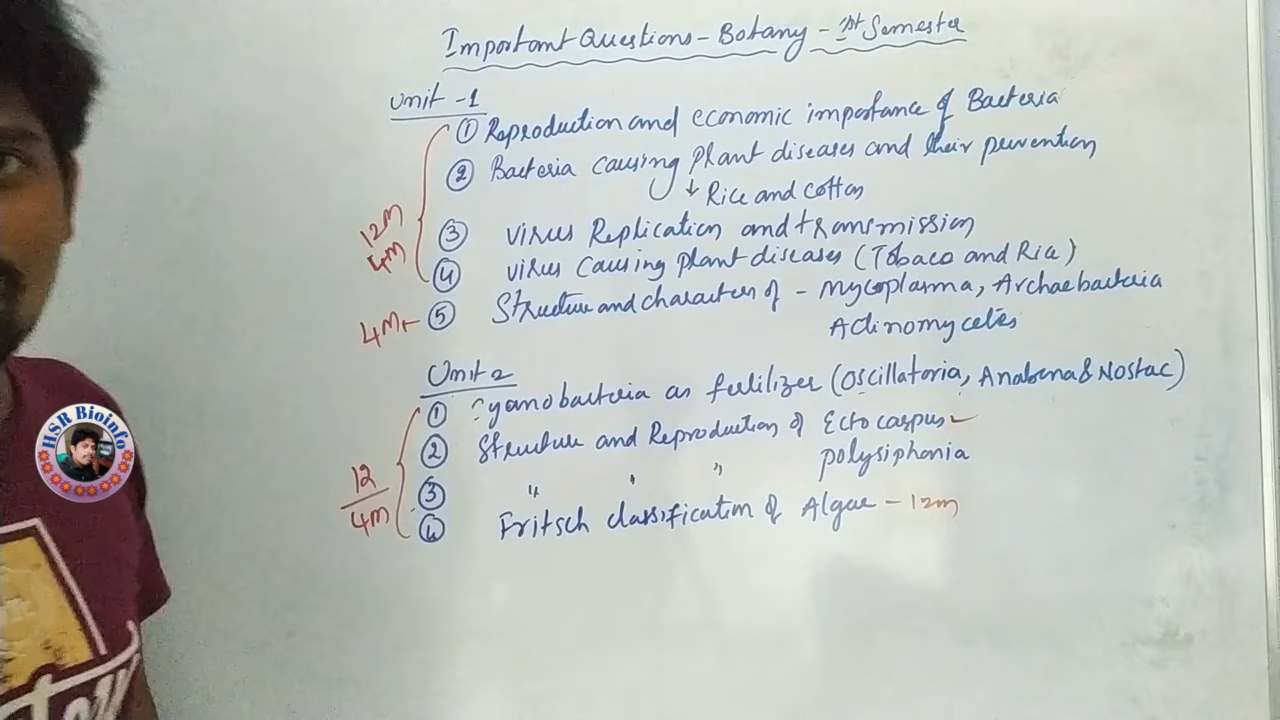 Important Questions - Botany - Ist Semester
Unit - 1
① Reproduction and economic importance of Bacteria
② Bacteria causing plant diseases and their prevention
↓ Rice and cotton
③ virus Replication and transmission
④ virus causing plant diseases (Tobaco and Rice)
12m
4m
⑤ Structure and characters of - Mycoplasma, Archaebacteria
4m ←
Actinomycetes
Unit 2
① Cyanobacteria as fertilizer (Oscillatoria, Anabena & Nostac)
② Structure and Reproduction of Ectocarpus
③ " " " polysiphonia
④ Fritsch classification of Algae - 12m
12
4m
HSR Bioinfo